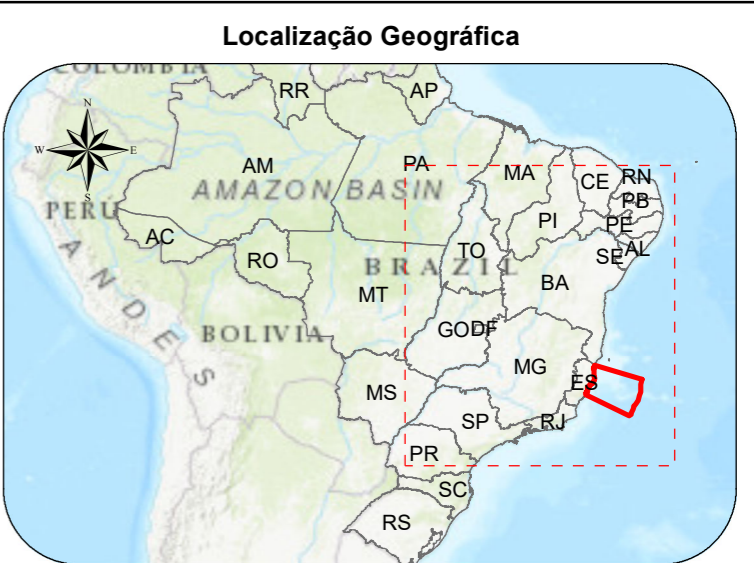 Localização Geográfica
COLOMBIA
RR
AP
N
W
E
S
AM
PA
MA
CE
RN
AMAZON BASIN
PB
PERÚ
PI
PE
AC
TO
AL
RO
BRAZIL
SE
MT
BA
ANDES
GO
DF
BOLIVIA
MG
MS
ES
SP
RJ
PR
SC
RS